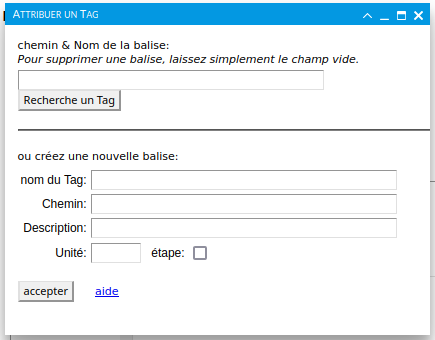 Attribuer un Tag
chemin & Nom de la balise:
Pour supprimer une balise, laissez simplement le champ vide.
Recherche un Tag
ou créez une nouvelle balise:
nom du Tag:
Chemin:
Description:
Unité: étape:
accepter aide